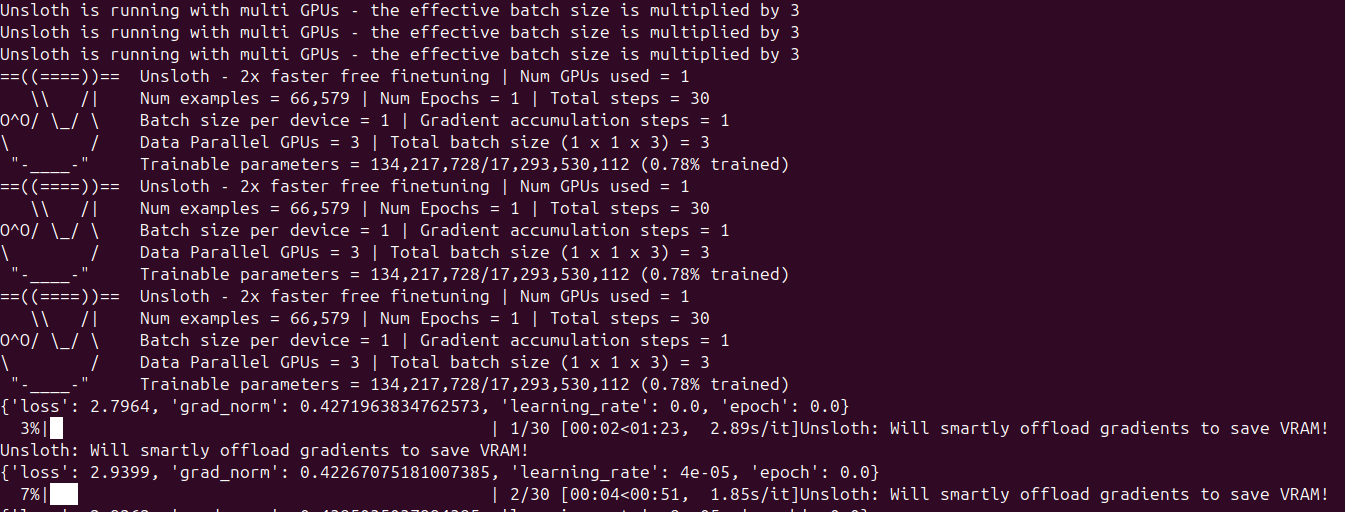 Unsloth is running with multi GPUs - the effective batch size is multiplied by 3
Unsloth is running with multi GPUs - the effective batch size is multiplied by 3
Unsloth is running with multi GPUs - the effective batch size is multiplied by 3
==((====))==  Unsloth - 2x faster free finetuning | Num GPUs used = 1
   \\   /|    Num examples = 66,579 | Num Epochs = 1 | Total steps = 30
O^O/ \_/ \    Batch size per device = 1 | Gradient accumulation steps = 1
\        /    Data Parallel GPUs = 3 | Total batch size (1 x 1 x 3) = 3
 "-____-"     Trainable parameters = 134,217,728/17,293,530,112 (0.78% trained)
==((====))==  Unsloth - 2x faster free finetuning | Num GPUs used = 1
   \\   /|    Num examples = 66,579 | Num Epochs = 1 | Total steps = 30
O^O/ \_/ \    Batch size per device = 1 | Gradient accumulation steps = 1
\        /    Data Parallel GPUs = 3 | Total batch size (1 x 1 x 3) = 3
 "-____-"     Trainable parameters = 134,217,728/17,293,530,112 (0.78% trained)
==((====))==  Unsloth - 2x faster free finetuning | Num GPUs used = 1
   \\   /|    Num examples = 66,579 | Num Epochs = 1 | Total steps = 30
O^O/ \_/ \    Batch size per device = 1 | Gradient accumulation steps = 1
\        /    Data Parallel GPUs = 3 | Total batch size (1 x 1 x 3) = 3
 "-____-"     Trainable parameters = 134,217,728/17,293,530,112 (0.78% trained)
{'loss': 2.7964, 'grad_norm': 0.4271963834762573, 'learning_rate': 0.0, 'epoch': 0.0}
  3%|█                                           | 1/30 [00:02<01:23,  2.89s/it]Unsloth: Will smartly offload gradients to save VRAM!
Unsloth: Will smartly offload gradients to save VRAM!
{'loss': 2.9399, 'grad_norm': 0.42267075181007385, 'learning_rate': 4e-05, 'epoch': 0.0}
  7%|███                                         | 2/30 [00:04<00:51,  1.85s/it]Unsloth: Will smartly offload gradients to save VRAM!